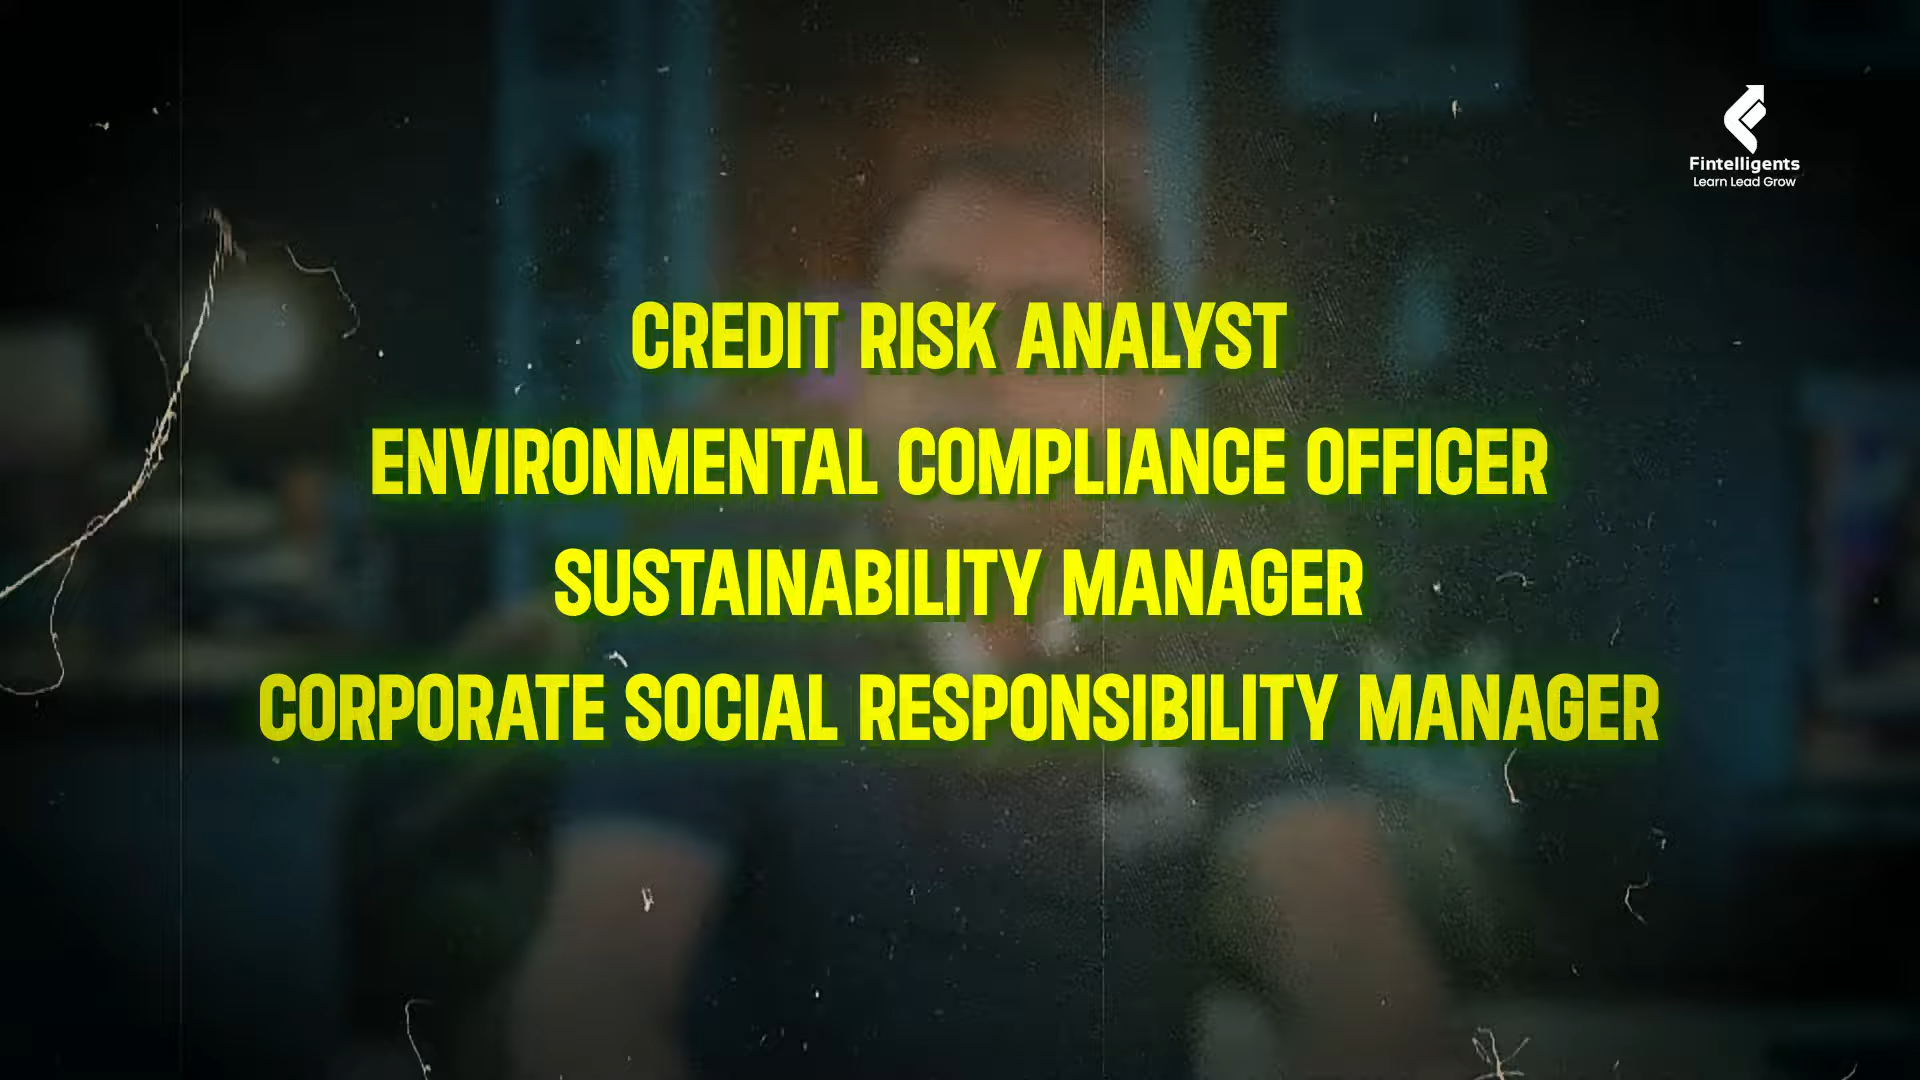 Fintelligents
Learn Lead Grow
CREDIT RISK ANALYST
ENVIRONMENTAL COMPLIANCE OFFICER
SUSTAINABILITY MANAGER
CORPORATE SOCIAL RESPONSIBILITY MANAGER